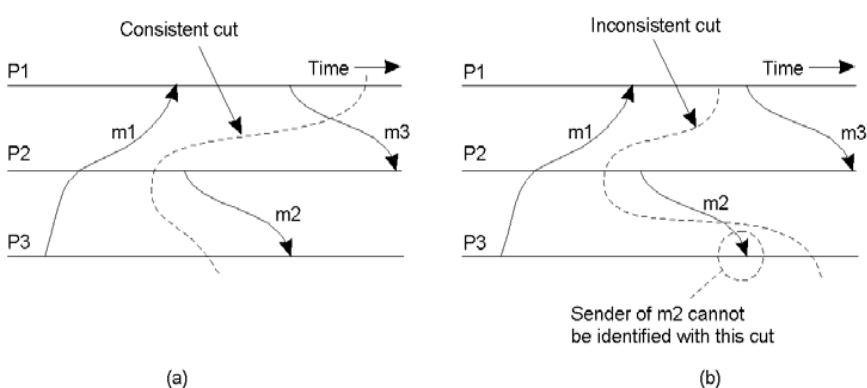 Consistent cut
Time
P1
m1
m3
P2
m2
P3
(a)
Inconsistent cut
Time
P1
m1
m3
P2
m2
P3
Sender of m2 cannot
be identified with this cut
(b)